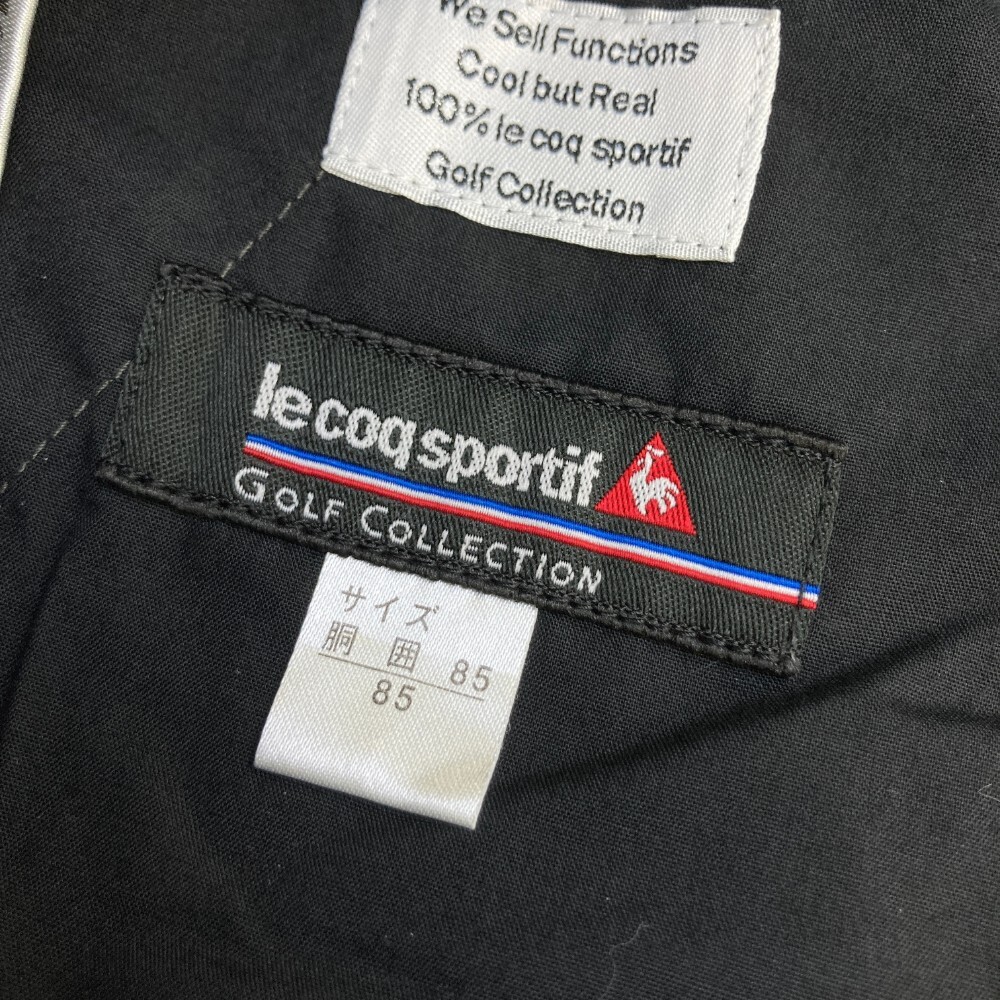 We Sell Functions
Cool but Real
100% le coq sportif
Golf Collection
le coq sportif
GOLF COLLECTION
サイズ
胴 囲 85
85